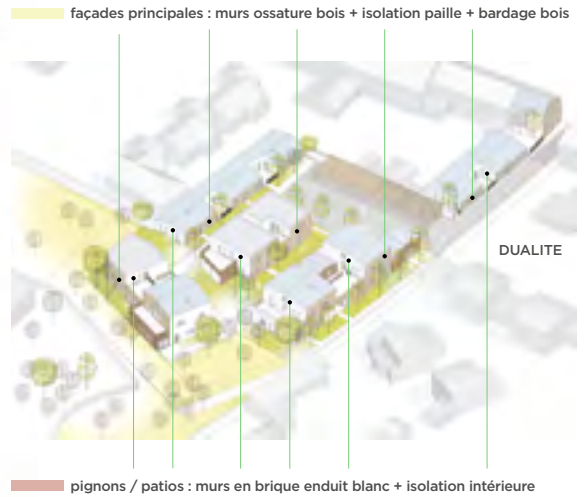 façades principales : murs ossature bois + isolation paille + bardage bois
DUALITE
pignons / patios : murs en brique enduit blanc + isolation intérieure